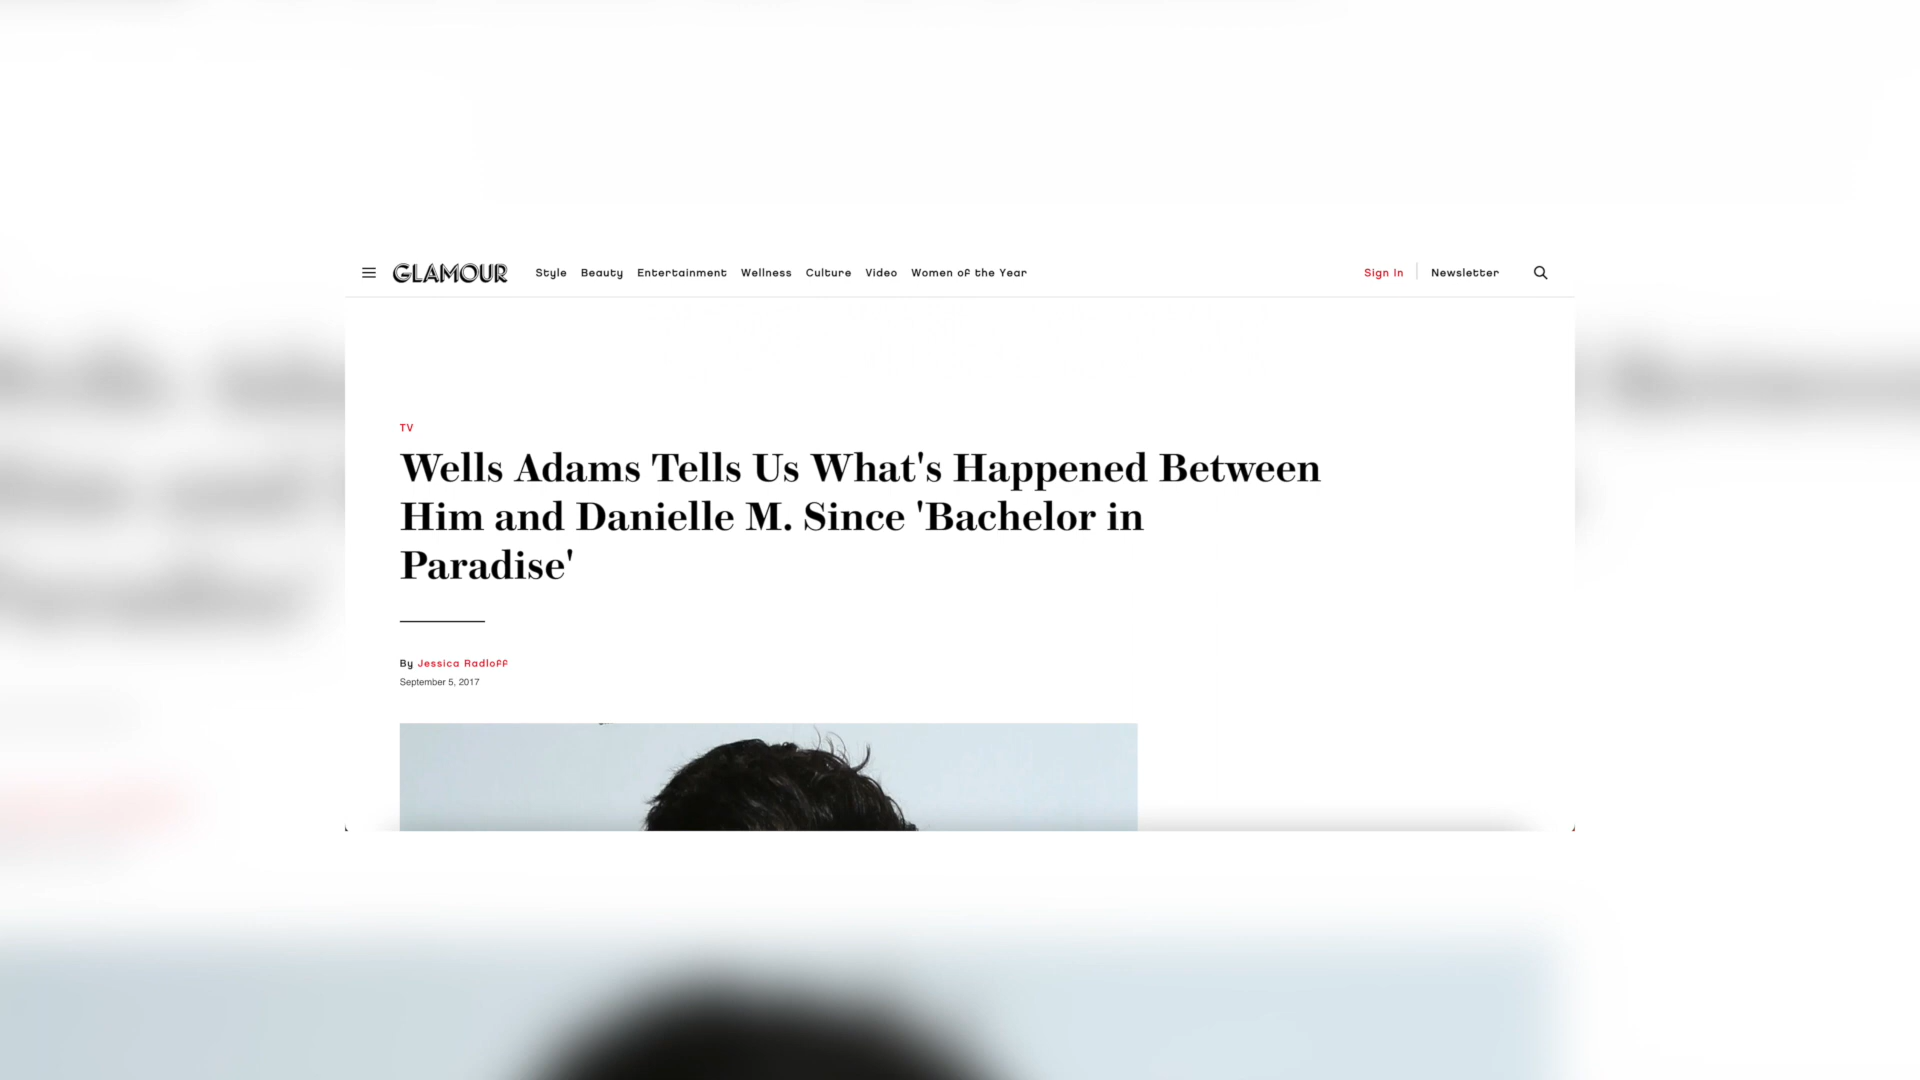 GLAMOUR Style Beauty Entertainment Wellness Culture Video Women of the Year Sign In Newsletter
TV
Wells Adams Tells Us What's Happened Between
Him and Danielle M. Since 'Bachelor in
Paradise'
By Jessica Radloff
September 5, 2017